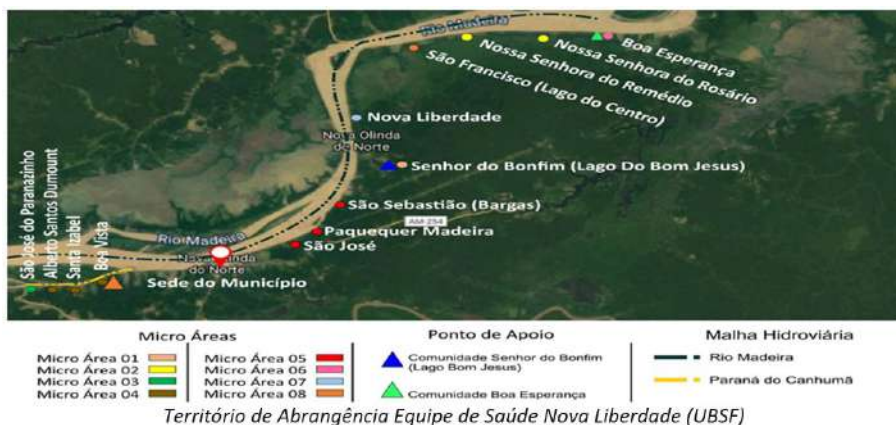 Rio Madeira
Boa Esperança
Nossa Senhora do Rosário
Nossa Senhora do Remédio
São Francisco (Lago do Centro)
Nova Liberdade
Nova Olinda
do Norte
Senhor do Bonfim (Lago Do Bom Jesus)
São Sebastião (Bargas)
AM-254
Paquequer Madeira
Rio Madeira
São José
São José do Paranazinho
Alberto Santos Dumount
Santa Izabel
Boa Vista
Nova Olinda
do Norte
Sede do Município
Micro Áreas
Micro Área 01
Micro Área 02
Micro Área 03
Micro Área 04
Micro Área 05
Micro Área 06
Micro Área 07
Micro Área 08
Ponto de Apoio
Comunidade Senhor do Bonfim
(Lago Bom Jesus)
Comunidade Boa Esperança
Malha Hidroviária
Rio Madeira
Paraná do Canhumã
Território de Abrangência Equipe de Saúde Nova Liberdade (UBSF)